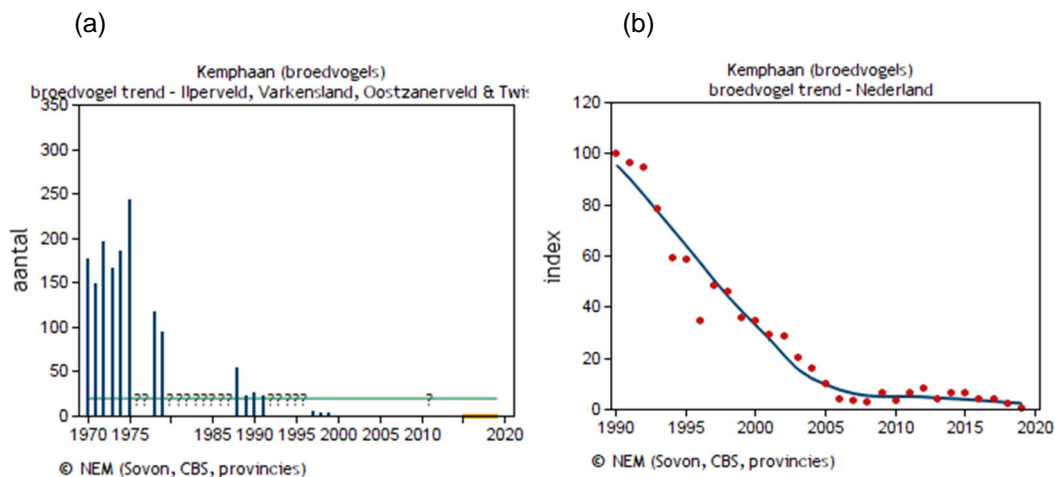 (a)
Kemphaan (broedvogels)
broedvogel trend - Ilperveld, Varkensland, Oostzanerveld & Twis
aantal
350
300
250
200
150
100
50
0
?? ???????? ????? ?
1970 1975 1985 1990 1995 2000 2005 2010 2020
© NEM (Sovon, CBS, provincies)
(b)
Kemphaan (broedvogels)
broedvogel trend - Nederland
index
120
100
80
60
40
20
0
1990 1995 2000 2005 2010 2015 2020
© NEM (Sovon, CBS, provincies)